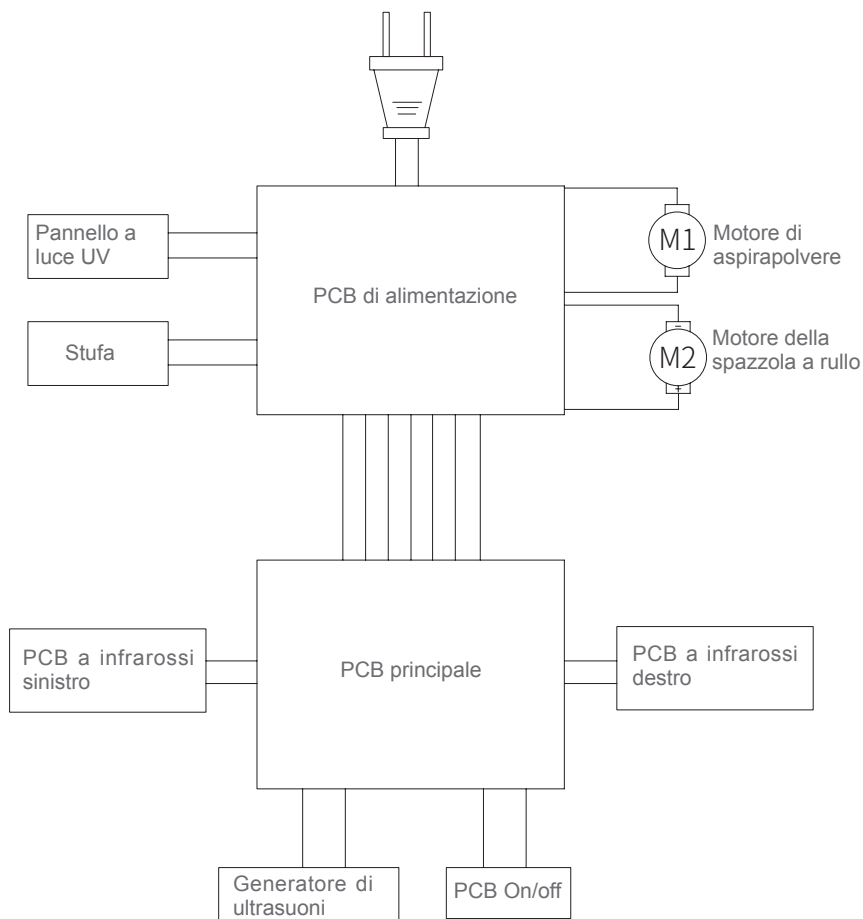 Pannello a
luce UV
PCB di alimentazione
M1
Motore di
aspirapolvere
Stufa
−
M2
+
Motore della
spazzola a rullo
PCB a infrarossi
sinistro
PCB principale
PCB a infrarossi
destro
Generatore di
ultrasuoni
PCB On/off